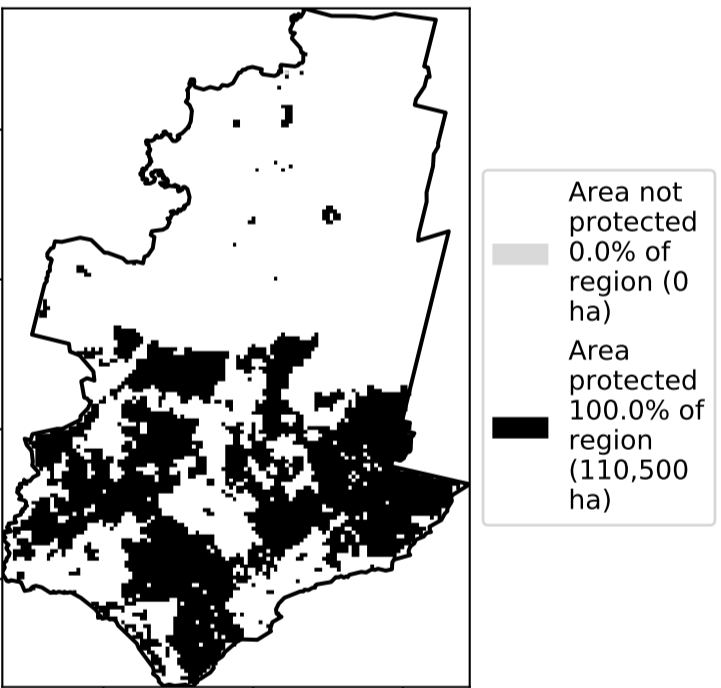 Area not
protected
0.0% of
region (0
ha)
Area
protected
100.0% of
region
(110,500
ha)